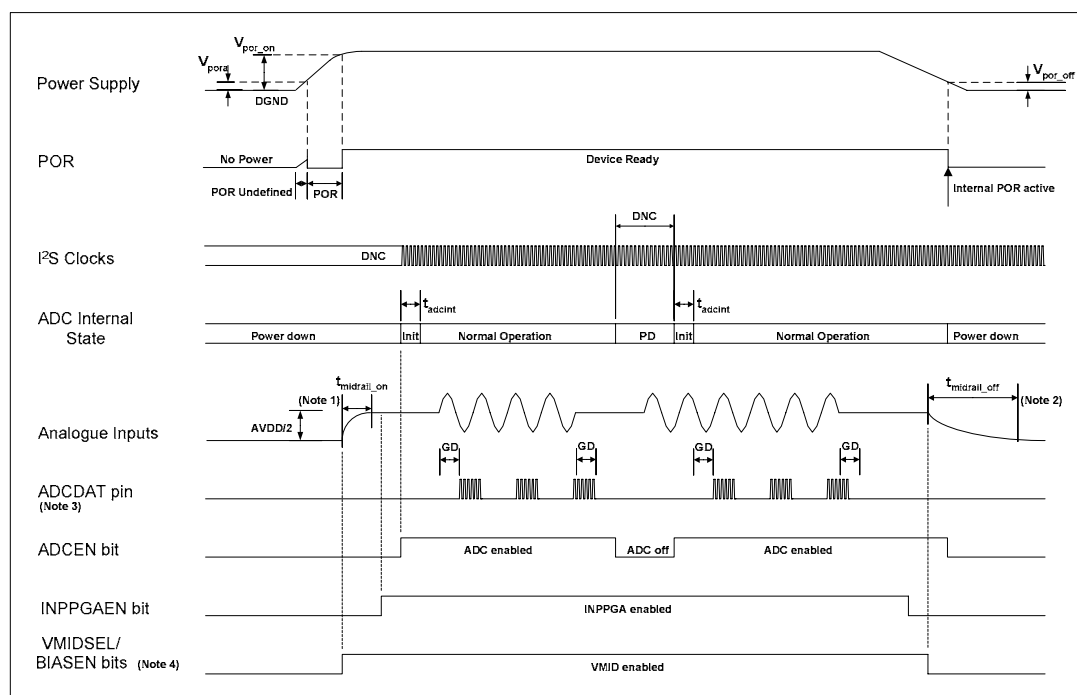 V_por_on
V_pora
V_por_off
Power Supply
DGND
POR
No Power
Device Ready
POR Undefined
POR
Internal POR active
DNC
I²S Clocks
DNC
t_adcint
t_adcint
ADC Internal
State
Power down
Init
Normal Operation
PD
Init
Normal Operation
Power down
t_midrail_on
t_midrail_off
(Note 1)
(Note 2)
AVDD/2
Analogue Inputs
GD
GD
GD
GD
ADCDAT pin
(Note 3)
ADCEN bit
ADC enabled
ADC off
ADC enabled
INPPGAEN bit
INPPGA enabled
VMIDSEL/
BIASEN bits (Note 4)
VMID enabled